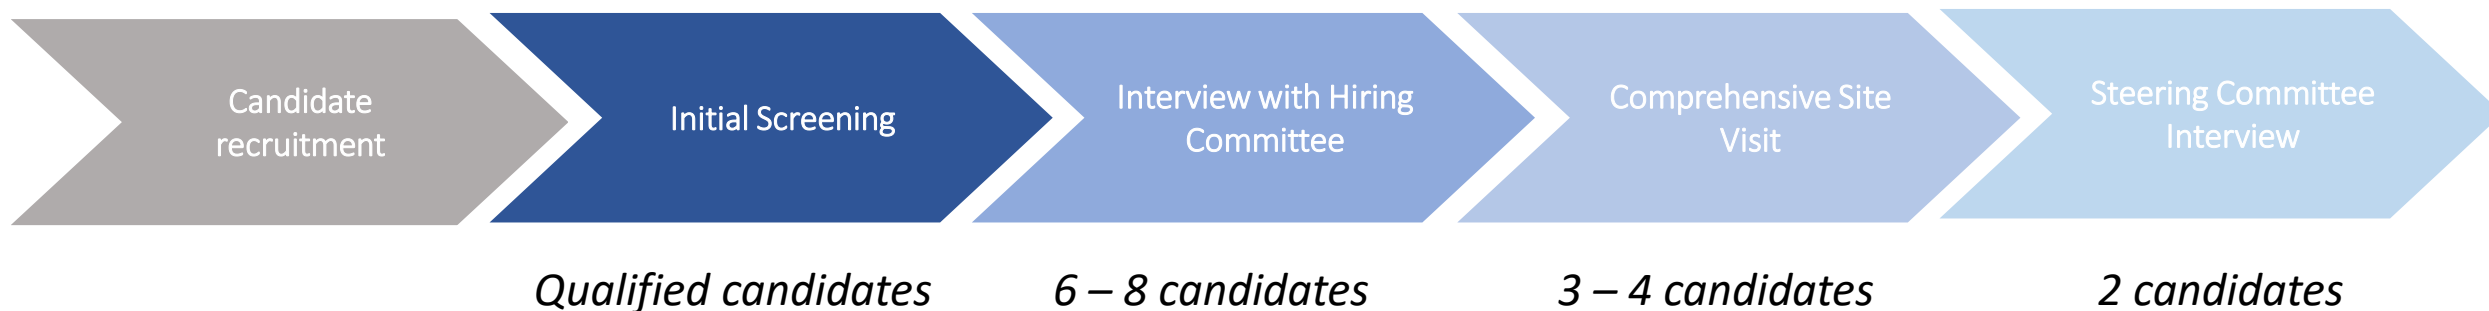 Candidate
recruitment
Initial Screening
Interview with Hiring
Committee
Comprehensive Site
Visit
Steering Committee
Interview
Qualified candidates
6 – 8 candidates
3 – 4 candidates
2 candidates